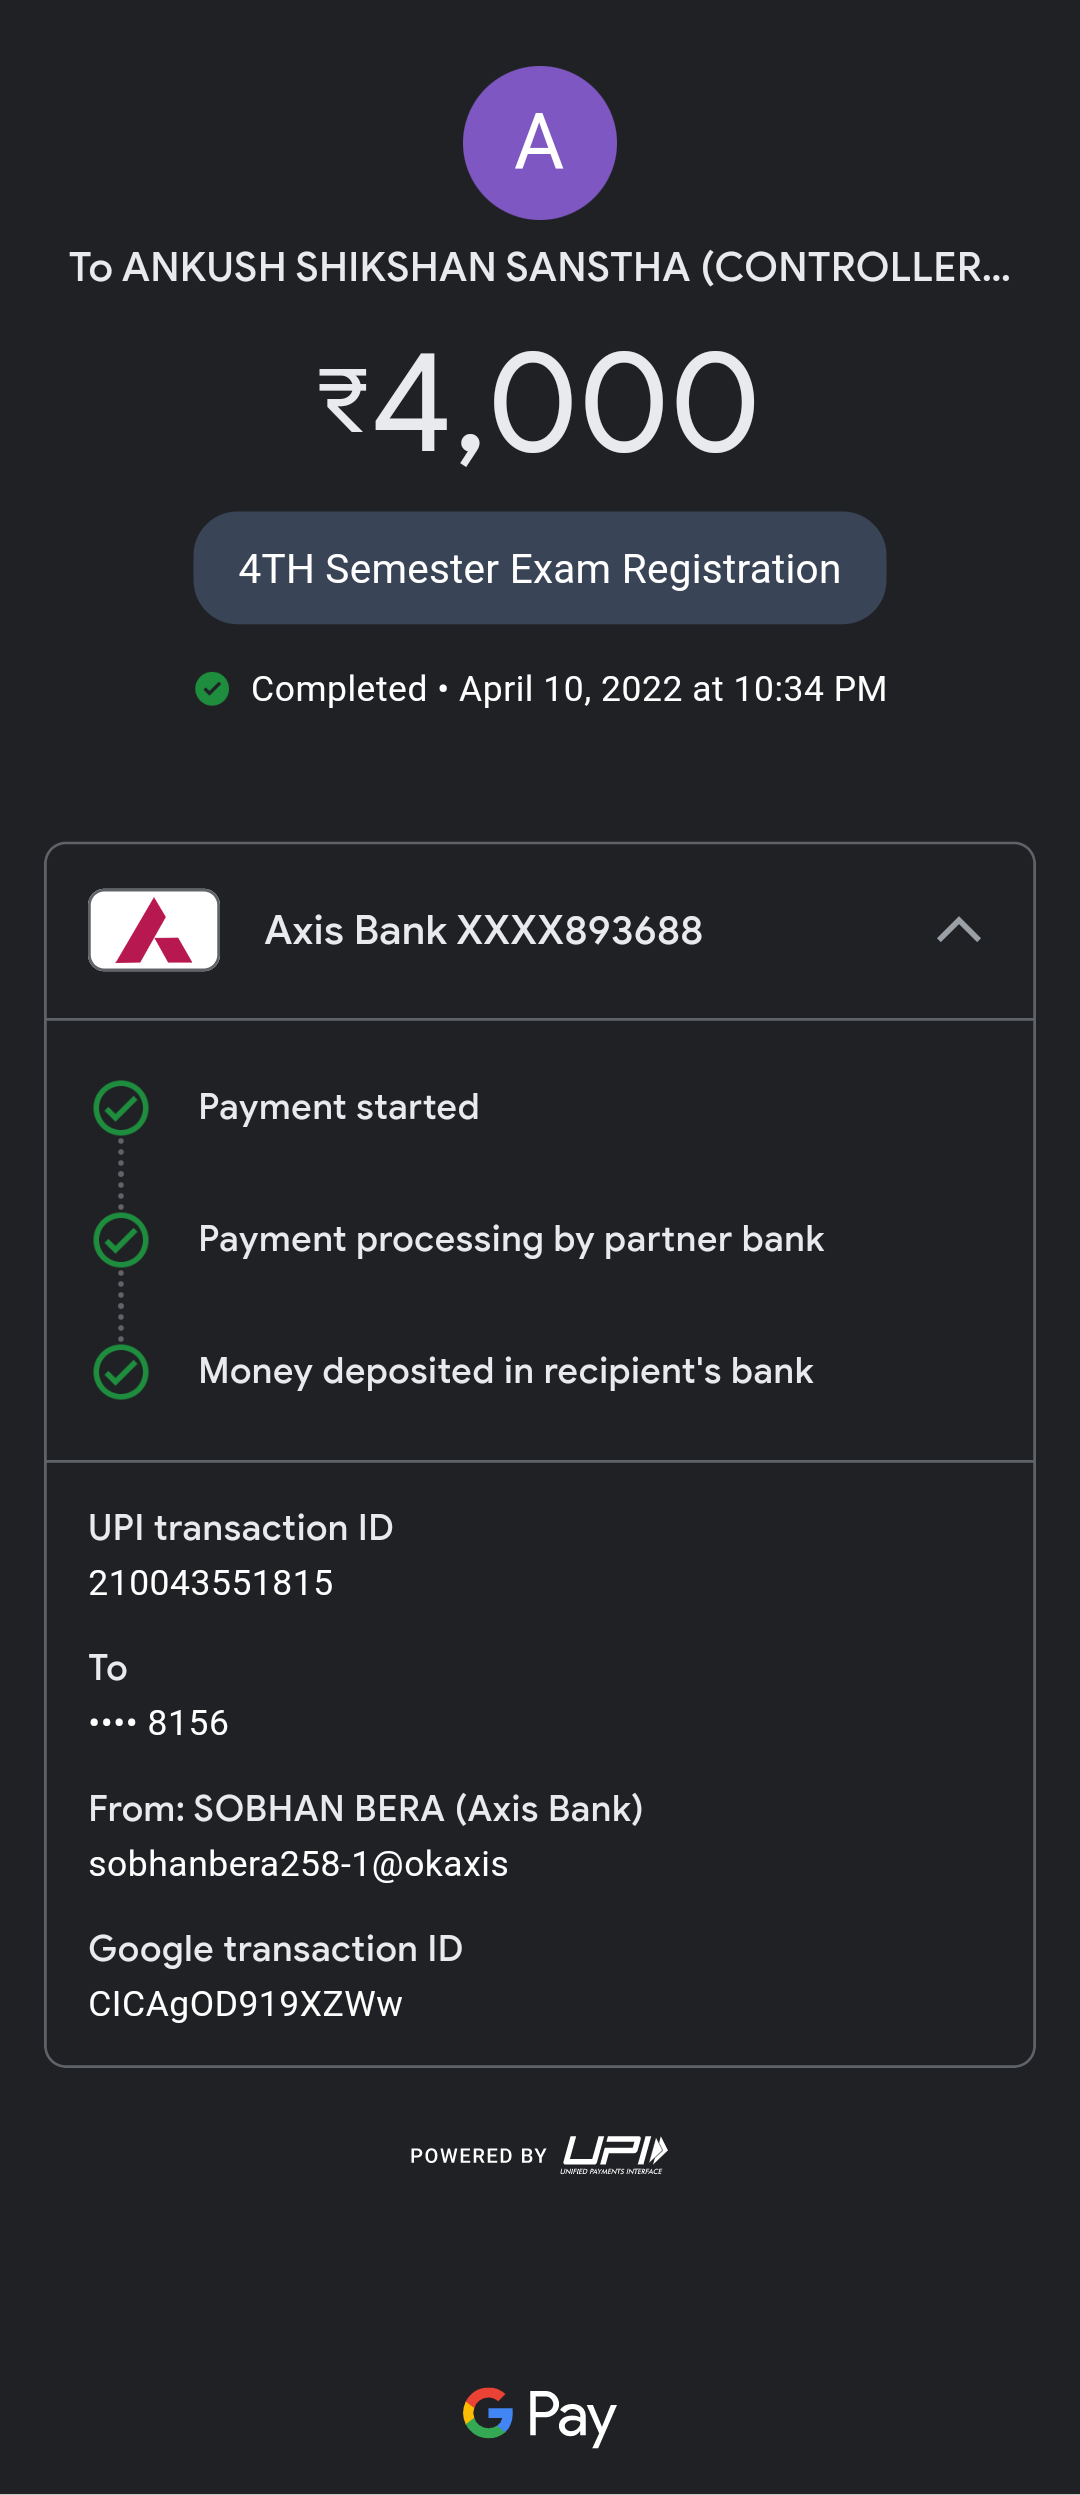 A
To ANKUSH SHIKSHAN SANSTHA (CONTROLLER...
₹4,000
4TH Semester Exam Registration
Completed • April 10, 2022 at 10:34 PM
Axis Bank XXXX893688
Payment started
Payment processing by partner bank
Money deposited in recipient's bank
UPI transaction ID
210043551815
To
•••• 8156
From: SOBHAN BERA (Axis Bank)
sobhanbera258-1@okaxis
Google transaction ID
CICAgOD919XZWw
POWERED BY UPI
UNIFIED PAYMENTS INTERFACE
G Pay